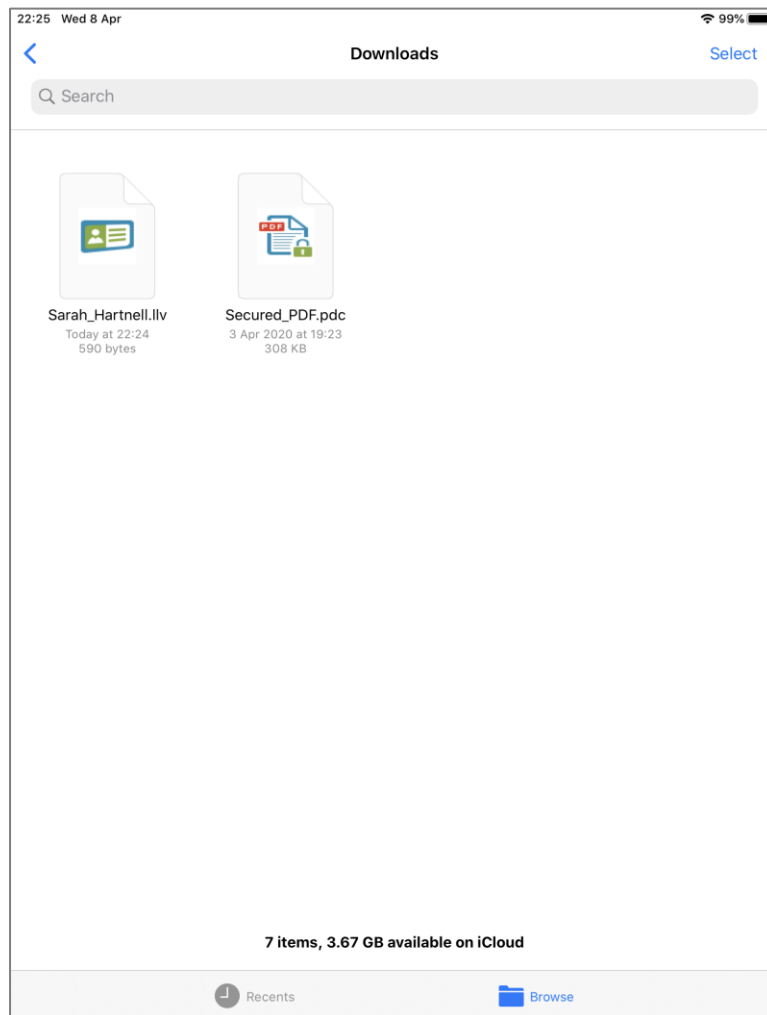 22:25 Wed 8 Apr 99%
Downloads
Select
Search
PDF
Sarah_Hartnell.llv
Today at 22:24
590 bytes
Secured_PDF.pdc
3 Apr 2020 at 19:23
308 KB
7 items, 3.67 GB available on iCloud
Recents
Browse